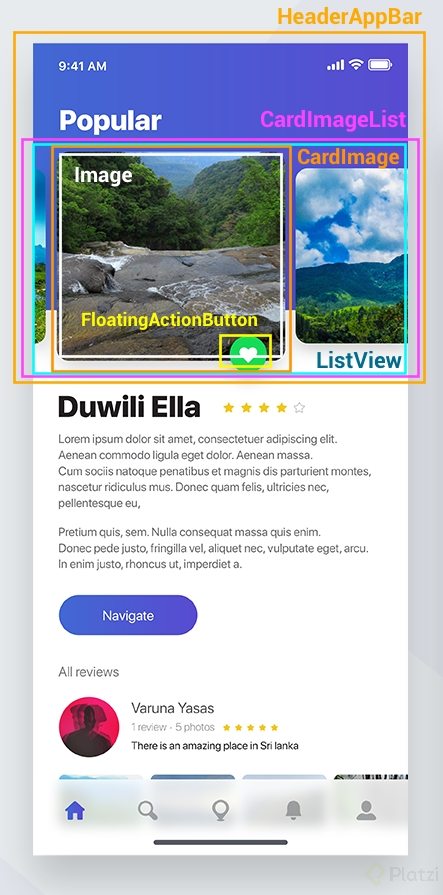 HeaderAppBar
9:41 AM
Popular
CardImageList
CardImage
Image
FloatingActionButton
ListView
Duwili Ella
Lorem ipsum dolor sit amet, consectetuer adipiscing elit.
Aenean commodo ligula eget dolor. Aenean massa.
Cum sociis natoque penatibus et magnis dis parturient montes,
nascetur ridiculus mus. Donec quam felis, ultricies nec,
pellentesque eu,
Pretium quis, sem. Nulla consequat massa quis enim.
Donec pede justo, fringilla vel, aliquet nec, vulputate eget, arcu.
In enim justo, rhoncus ut, imperdiet a.
Navigate
All reviews
Varuna Yasas
1 review · 5 photos
There is an amazing place in Sri lanka
Platzi